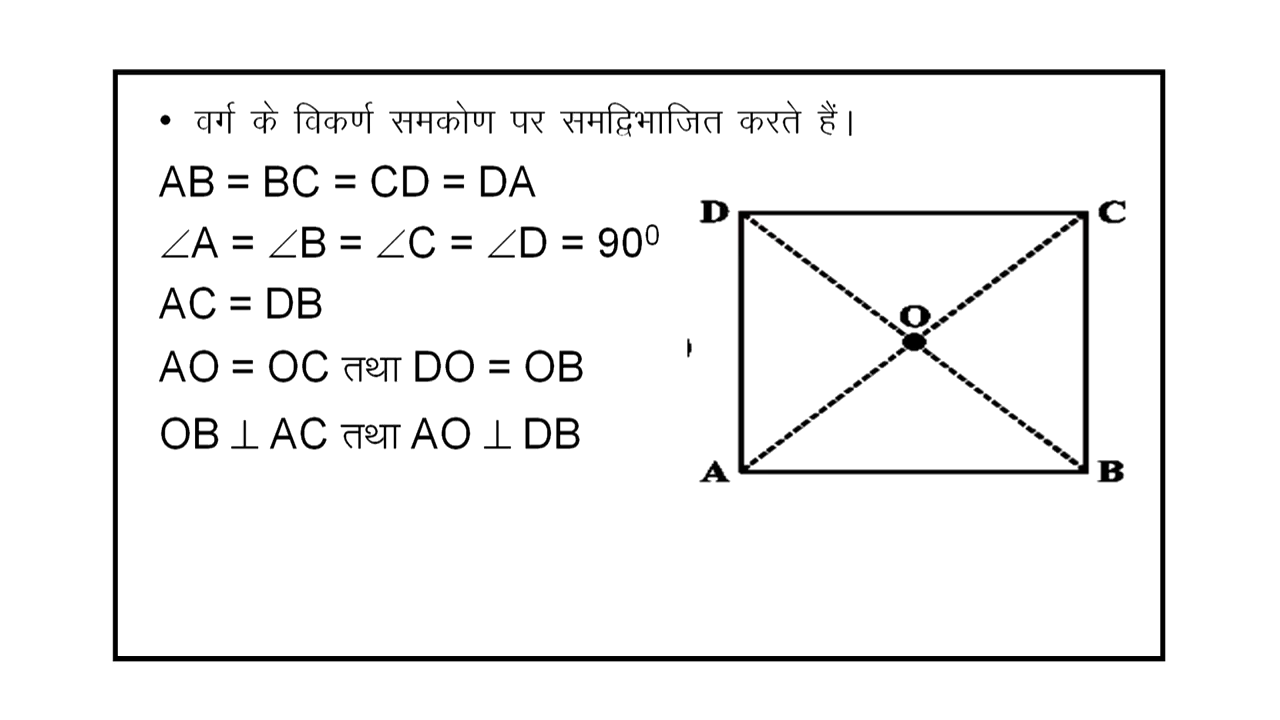 • वर्ग के विकर्ण समकोण पर समद्विभाजित करते हैं।
AB = BC = CD = DA
∠A = ∠B = ∠C = ∠D = 90⁰
AC = DB
AO = OC तथा DO = OB
OB ⊥ AC तथा AO ⊥ DB
D C
O
A B